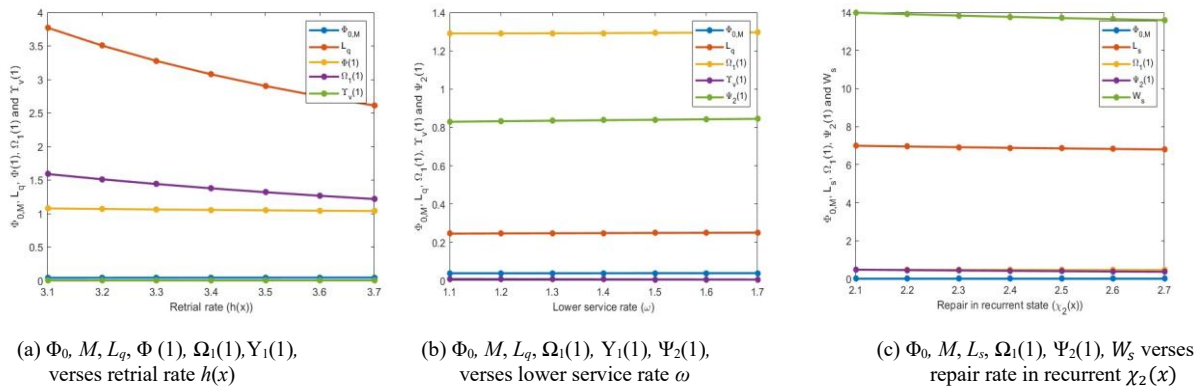 Φ0,M, Lq, Φ(1), Ω1(1) and ϒv(1)
4
3.5
3
2.5
2
1.5
1
0.5
0
3.1 3.2 3.3 3.4 3.5 3.6 3.7
Retrial rate (h(x))
Φ0,M
Lq
Φ(1)
Ω1(1)
ϒv(1)
Φ0,M, Lq, Ω1(1), ϒv(1) and Ψ2(1)
1.4
1.2
1
0.8
0.6
0.4
0.2
0
1.1 1.2 1.3 1.4 1.5 1.6 1.7
Lower service rate (ω)
Φ0,M
Lq
Ω1(1)
ϒv(1)
Ψ2(1)
Φ0,M, Ls, Ω1(1), Ψ2(1) and Ws
14
12
10
8
6
4
2
0
2.1 2.2 2.3 2.4 2.5 2.6 2.7
Repair in recurrent state (χ2(x))
Φ0,M
Ls
Ω1(1)
Ψ2(1)
Ws
(a) Φ0, M, Lq, Φ (1), Ω1(1),Υ1(1),
verses retrial rate h(x)
(b) Φ0, M, Lq, Ω1(1), Υ1(1), Ψ2(1),
verses lower service rate ω
(c) Φ0, M, Ls, Ω1(1), Ψ2(1), Ws verses
repair rate in recurrent χ2(x)